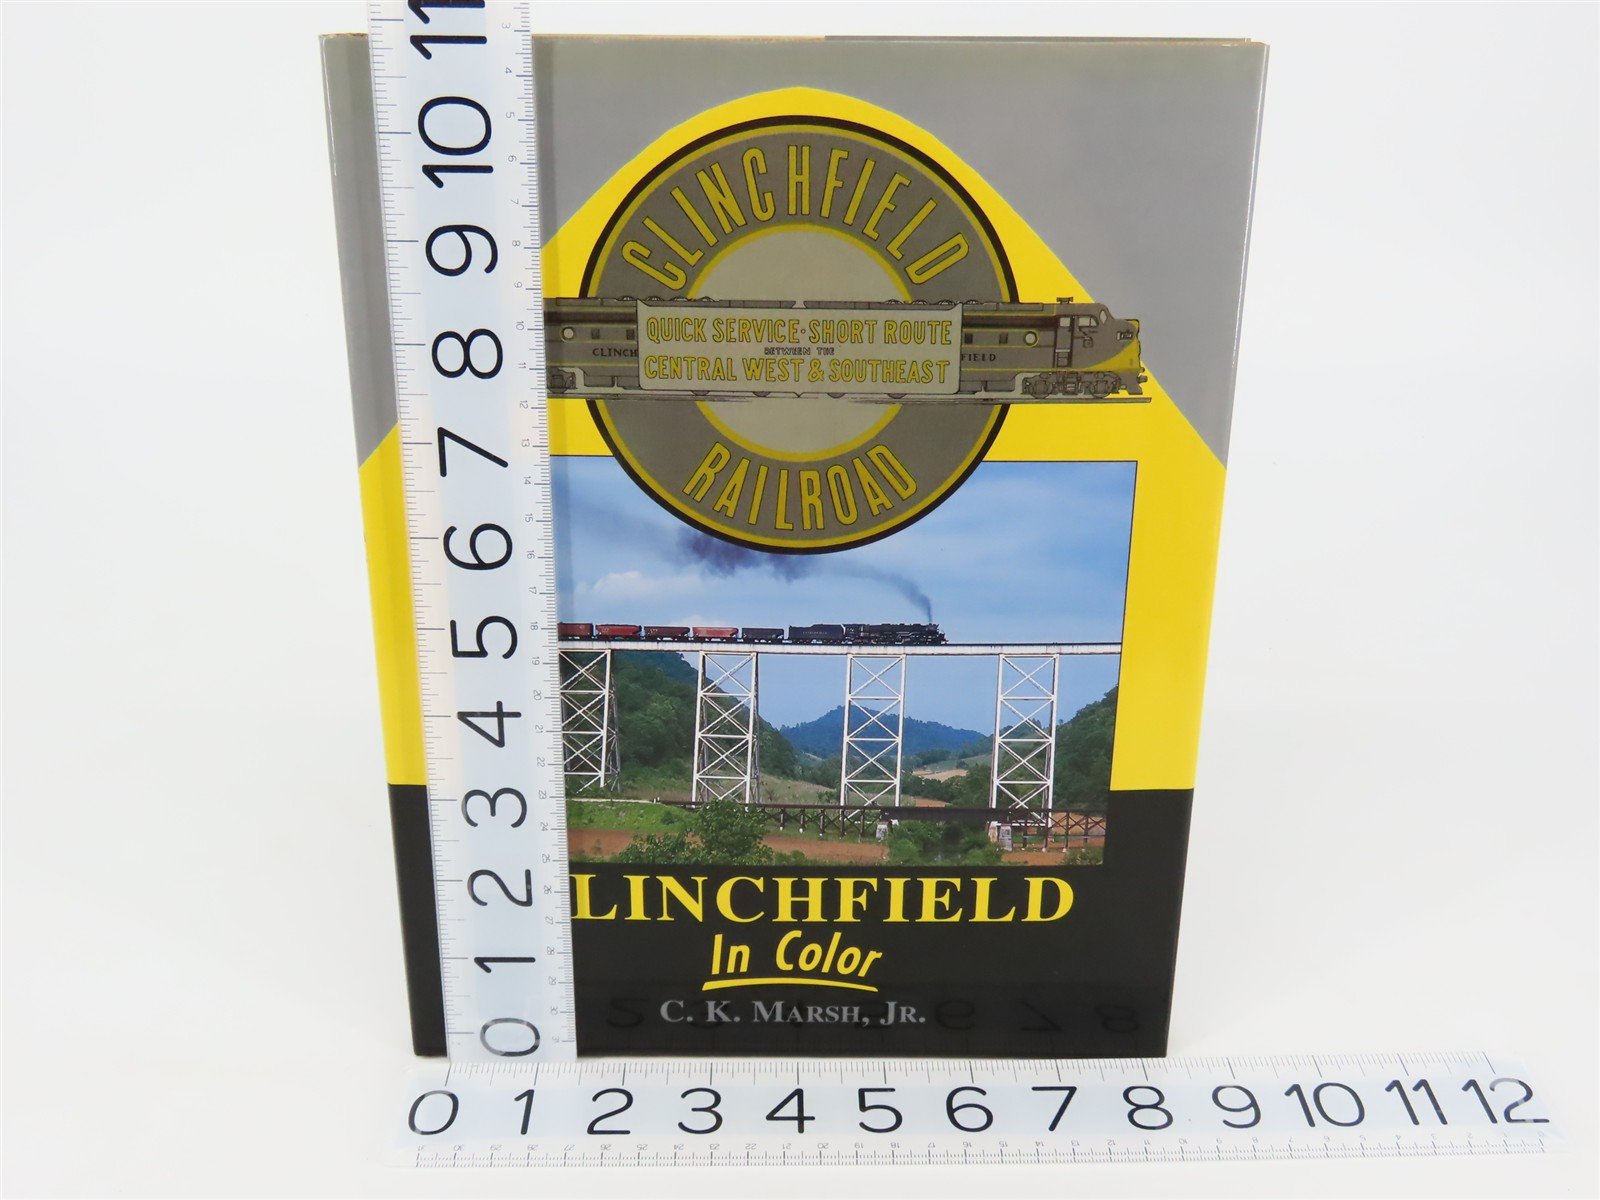 CLINCHFIELD
CLINCH
QUICK SERVICE · SHORT ROUTE
BETWEEN THE
CENTRAL WEST & SOUTHEAST
FIELD
RAILROAD
LINCHFIELD
In Color
C. K. MARSH, JR.
11
10
9
8
7
6
5
4
3
2
1
0
0 1 2 3 4 5 6 7 8 9 10 11 12